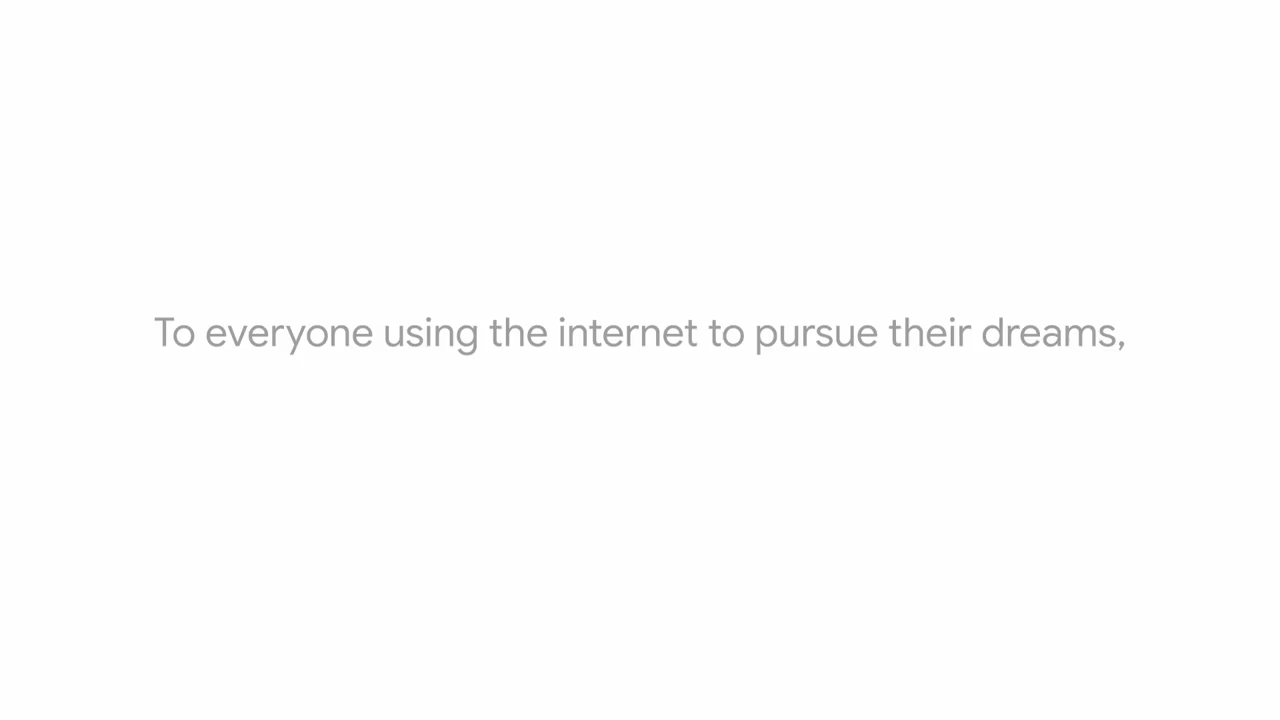 To everyone using the internet to pursue their dreams,